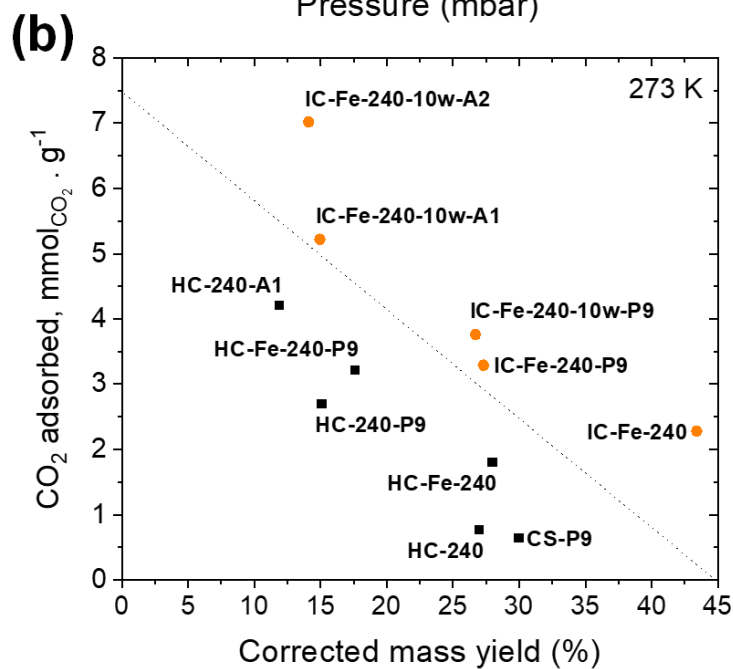 Pressure (mbar)
(b)
273 K
IC-Fe-240-10w-A2
IC-Fe-240-10w-A1
HC-240-A1
IC-Fe-240-10w-P9
HC-Fe-240-P9
IC-Fe-240-P9
HC-240-P9
IC-Fe-240
HC-Fe-240
HC-240
CS-P9
8
7
6
5
4
3
2
1
0
CO₂ adsorbed, mmol_CO₂ · g⁻¹
0 5 10 15 20 25 30 35 40 45
Corrected mass yield (%)